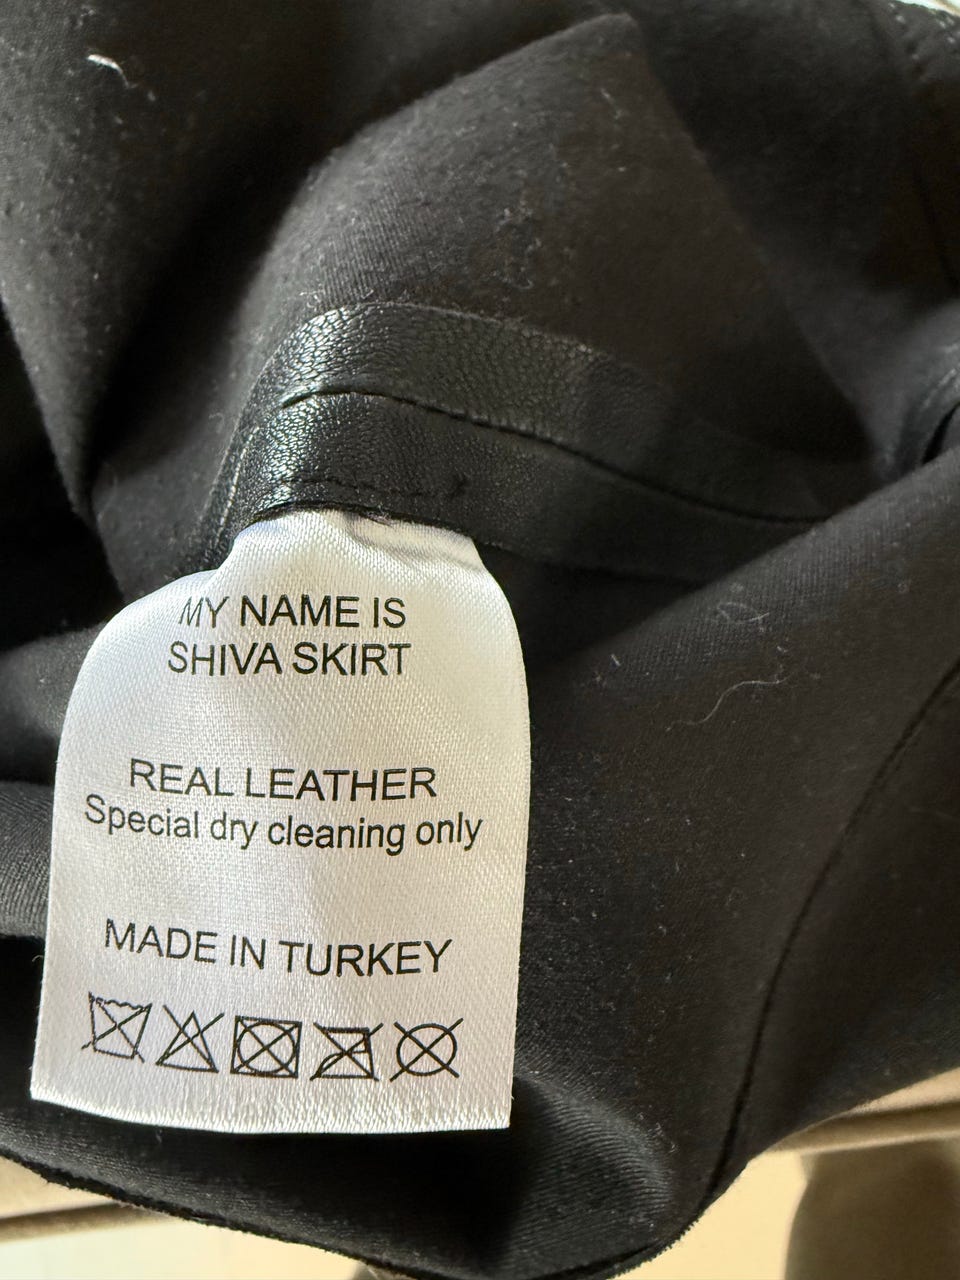 MY NAME IS
SHIVA SKIRT
REAL LEATHER
Special dry cleaning only
MADE IN TURKEY